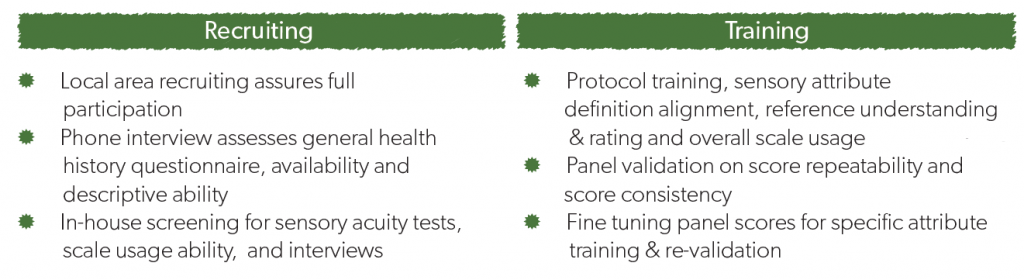 Recruiting
Local area recruiting assures full
participation
Phone interview assesses general health
history questionnaire, availability and
descriptive ability
In-house screening for sensory acuity tests,
scale usage ability, and interviews
Training
Protocol training, sensory attribute
definition alignment, reference understanding
& rating and overall scale usage
Panel validation on score repeatability and
score consistency
Fine tuning panel scores for specific attribute
training & re-validation